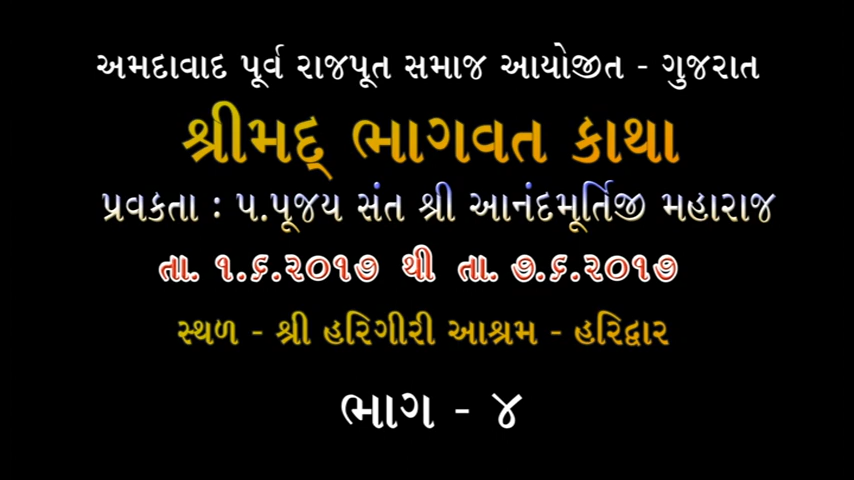 અમદાવાદ પૂર્વ રાજપૂત સમાજ આયોજીત - ગુજરાત
શ્રીમદ્ ભાગવત કાથા
પ્રવકતા : પ.પૂજય સંત શ્રી આનંદમૂર્તિજી મહારાજ
તા. ૧.૬.૨૦૧૭ થી તા. ૭.૬.૨૦૧૭
સ્થળ - શ્રી હરિગીરી આશ્રમ - હરિદ્વાર
ભાગ - ૪